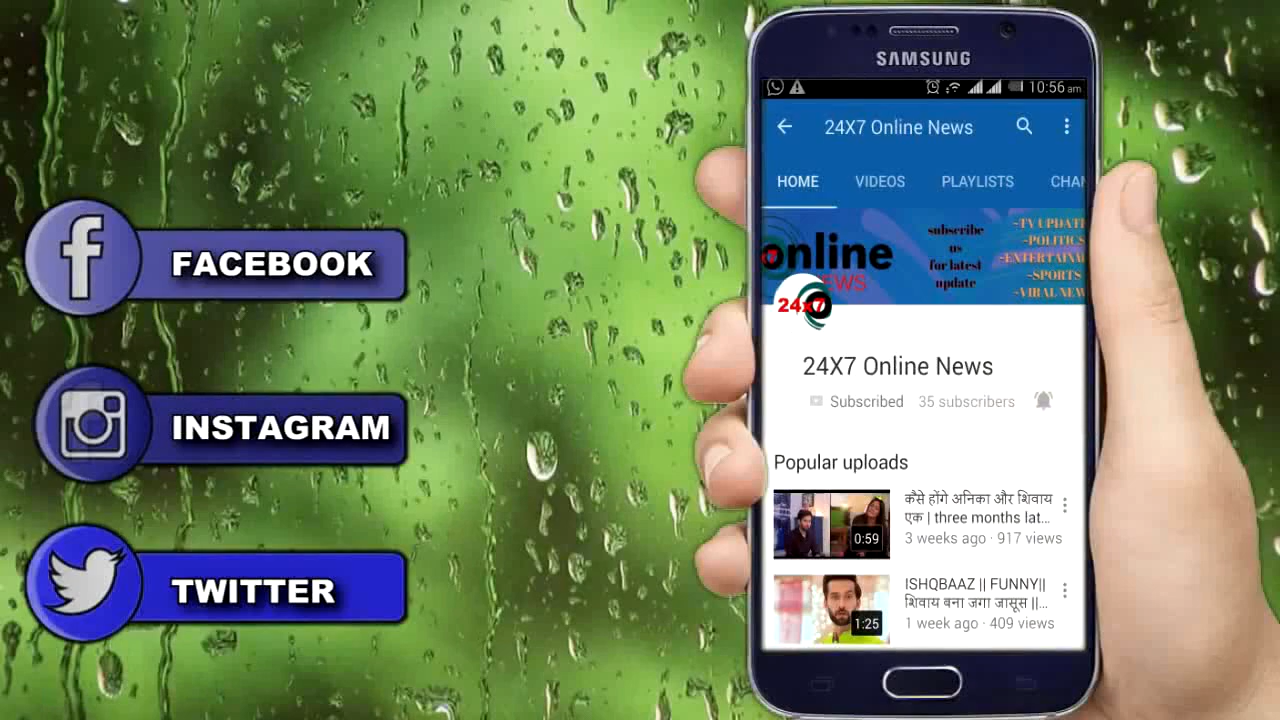 FACEBOOK
INSTAGRAM
TWITTER
SAMSUNG
10:56 am
24X7 Online News
HOME VIDEOS PLAYLISTS CHAN
online
NEWS
24x7
subscribe
us
for latest
update
~TV UPDATE
~POLITICS
~ENTERTAINM
~SPORTS
~VIRAL NEW
24X7 Online News
Subscribed 35 subscribers
Popular uploads
0:59
कैसे होंगे अनिका और शिवाय
एक | three months lat...
3 weeks ago · 917 views
1:25
ISHQBAAZ || FUNNY||
शिवाय बना जगा जासूस ||...
1 week ago · 409 views